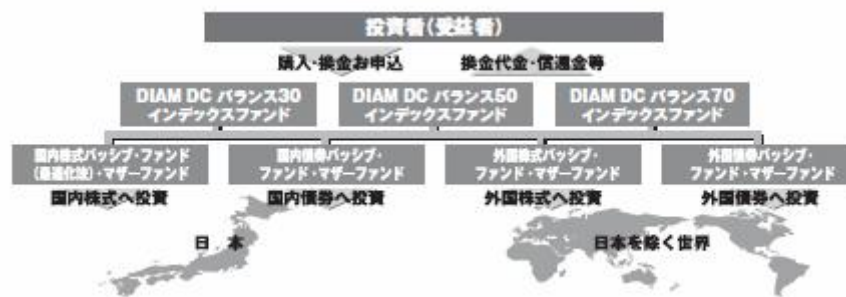 投資者(受益者)
購入・換金お申込 換金代金・償還金等
DIAM DC バランス30
インデックスファンド
DIAM DC バランス50
インデックスファンド
DIAM DC バランス70
インデックスファンド
国内株式パッシブ・ファンド
(最適化法)・マザーファンド
国内債券パッシブ・
ファンド・マザーファンド
外国株式パッシブ・
ファンド・マザーファンド
外国債券パッシブ・
ファンド・マザーファンド
国内株式へ投資 国内債券へ投資 外国株式へ投資 外国債券へ投資
日 本 日本を除く世界